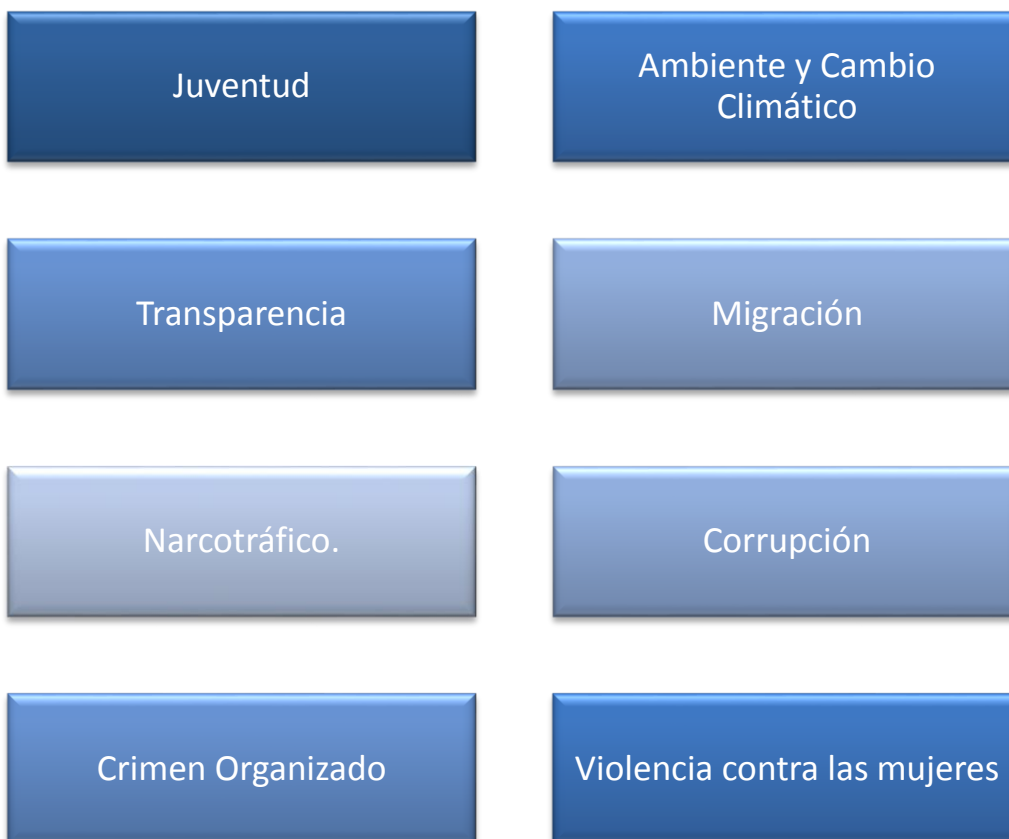 Juventud
Ambiente y Cambio
Climático
Transparencia
Migración
Narcotráfico.
Corrupción
Crimen Organizado
Violencia contra las mujeres